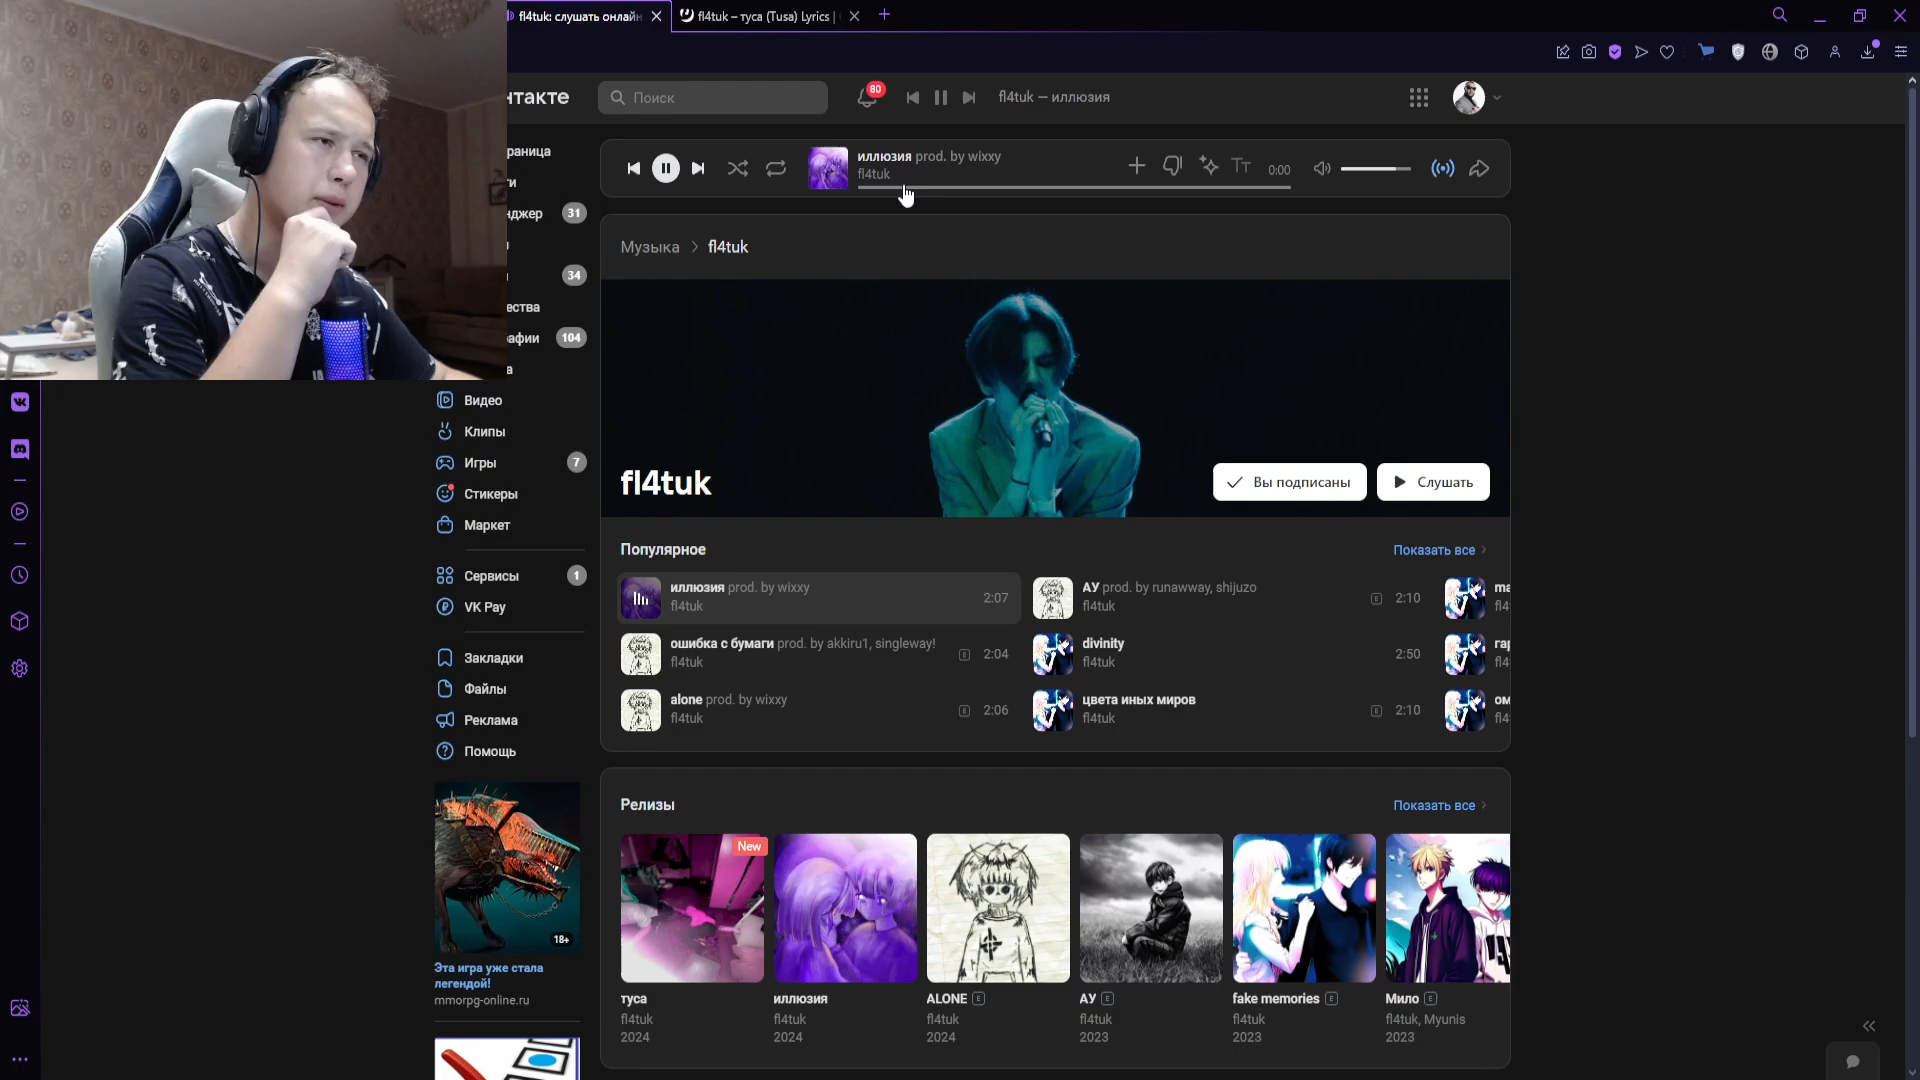 fl4tuk: слушать онлайн
fl4tuk – туса (Tusa) Lyrics |
нтакте
Поиск
80
fl4tuk — иллюзия
иллюзия prod. by wixxy
fl4tuk
0:00
Музыка
fl4tuk
31
34
104
Видео
Клипы
Игры
7
Стикеры
Маркет
Сервисы
1
VK Pay
Закладки
Файлы
Реклама
Помощь
18+
Эта игра уже стала
легендой!
mmorpg-online.ru
fl4tuk
Вы подписаны
Слушать
Популярное
Показать все
иллюзия prod. by wixxy
fl4tuk
2:07
АУ prod. by runawway, shijuzo
fl4tuk
E
2:10
ma
fl4
ошибка с бумаги prod. by akkiru1, singleway!
fl4tuk
E
2:04
divinity
fl4tuk
2:50
гар
fl4
alone prod. by wixxy
fl4tuk
E
2:06
цвета иных миров
fl4tuk
E
2:10
ом
fl4
Релизы
Показать все
New
туса
fl4tuk
2024
иллюзия
fl4tuk
2024
ALONE E
fl4tuk
2024
АУ E
fl4tuk
2023
fake memories E
fl4tuk
2023
Мило E
fl4tuk, Myunis
2023